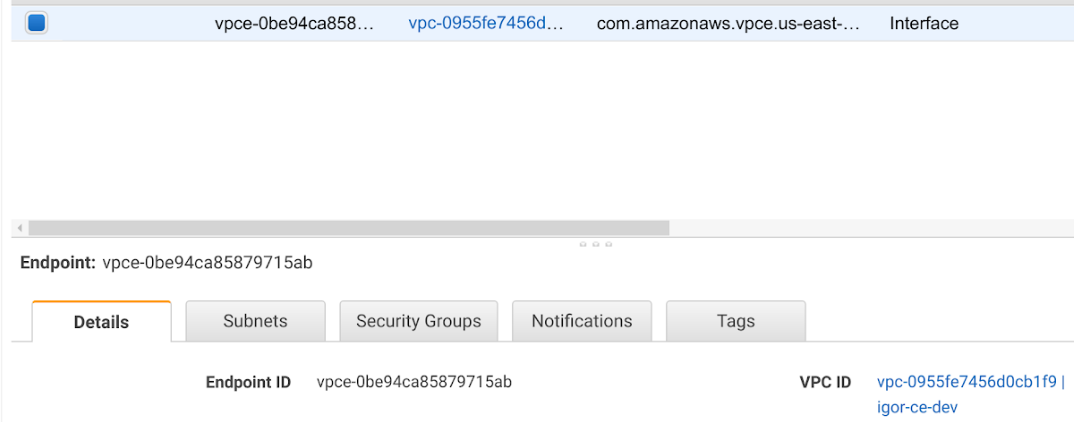 vpce-0be94ca858... vpc-0955fe7456d... com.amazonaws.vpce.us-east-... Interface
Endpoint: vpce-0be94ca85879715ab
Details Subnets Security Groups Notifications Tags
Endpoint ID vpce-0be94ca85879715ab VPC ID vpc-0955fe7456d0cb1f9 |
igor-ce-dev